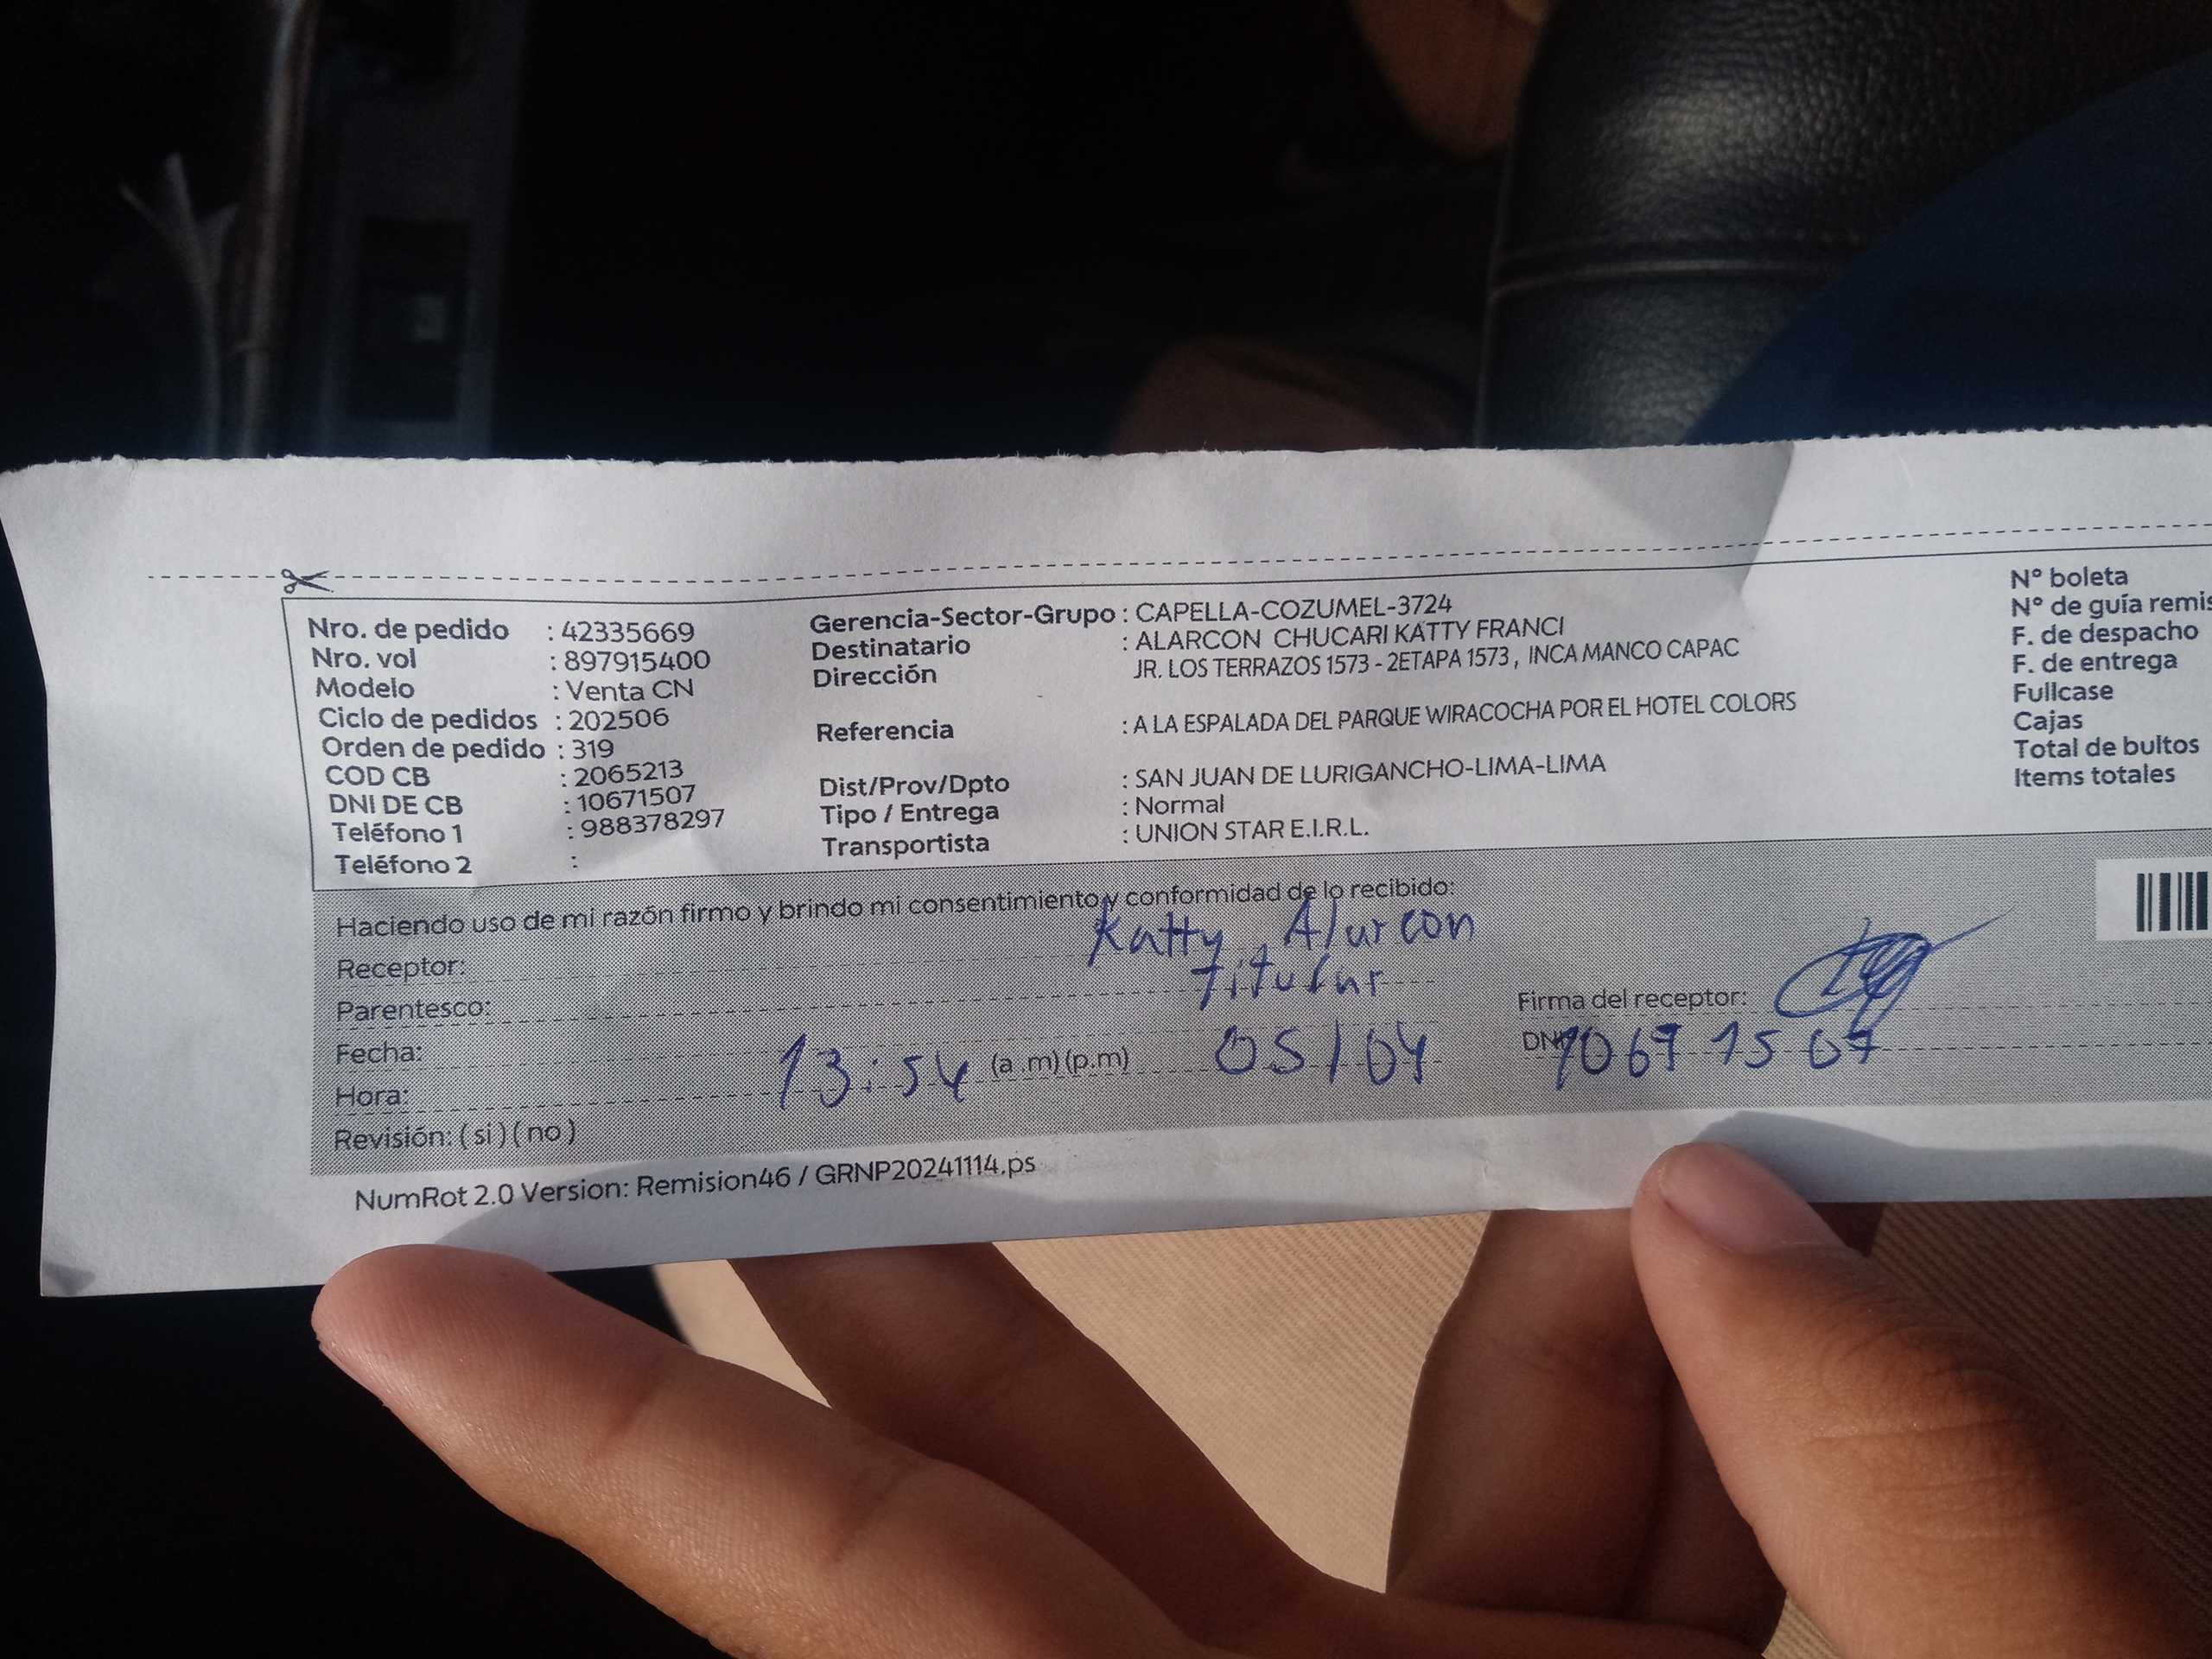 Nro. de pedido : 42335669
Nro. vol : 897915400
Modelo : Venta CN
Ciclo de pedidos : 202506
Orden de pedido : 319
COD CB : 2065213
DNI DE CB : 10671507
Teléfono 1 : 988378297
Teléfono 2 :
Gerencia-Sector-Grupo : CAPELLA-COZUMEL-3724
Destinatario : ALARCON CHUCARI KATTY FRANCI
Dirección JR. LOS TERRAZOS 1573 - 2ETAPA 1573 , INCA MANCO CAPAC
Referencia : A LA ESPALADA DEL PARQUE WIRACOCHA POR EL HOTEL COLORS
Dist/Prov/Dpto : SAN JUAN DE LURIGANCHO-LIMA-LIMA
Tipo / Entrega : Normal
Transportista : UNION STAR E.I.R.L.
N° boleta
N° de guía remis
F. de despacho
F. de entrega
Fullcase
Cajas
Total de bultos
Items totales
Haciendo uso de mi razón firmo y brindo mi consentimiento y conformidad de lo recibido:
Receptor: Katty Alarcon
Parentesco: Titular
Firma del receptor:
Fecha: 05/04
DNI 10671507
Hora: 13:54 (a .m) (p.m)
Revisión: ( si ) ( no )
NumRot 2.0 Version: Remision46 / GRNP20241114.ps